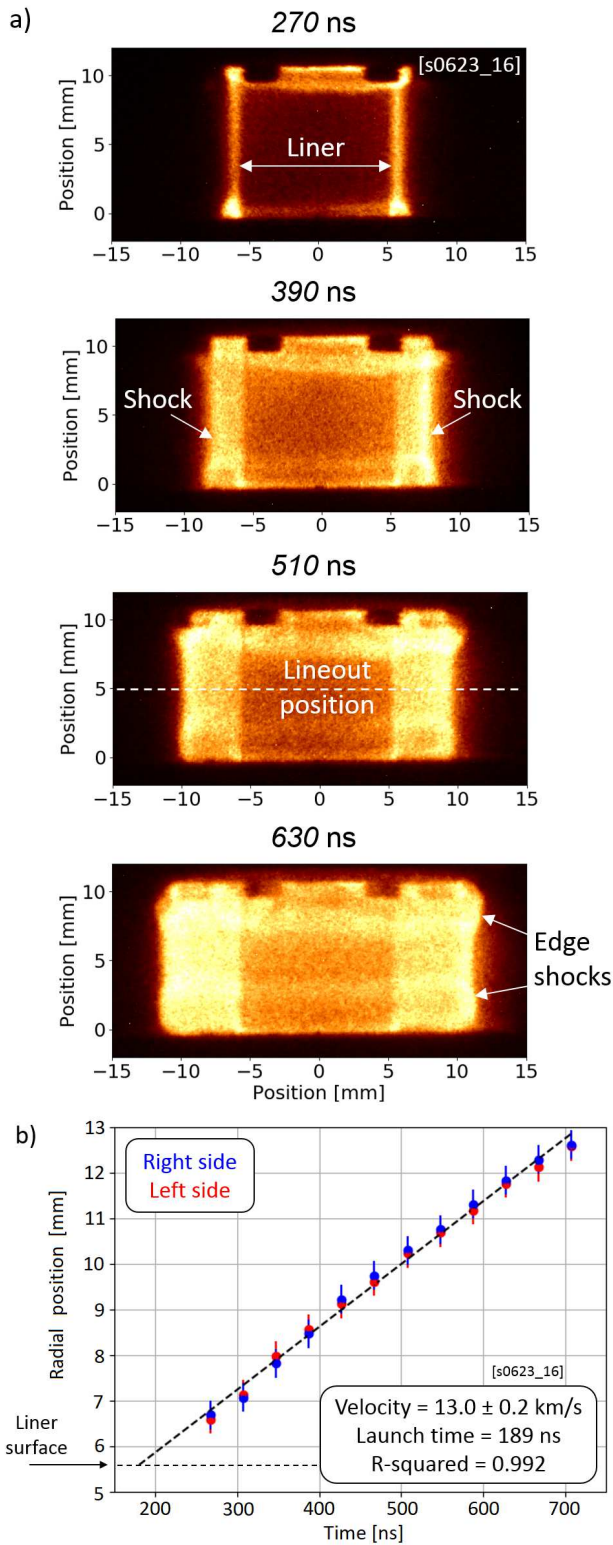 a)
270 ns
[s0623_16]
Liner
Position [mm]
10
5
0
−15 −10 −5 0 5 10 15
390 ns
Shock
Shock
Position [mm]
10
5
0
−15 −10 −5 0 5 10 15
510 ns
Lineout
position
Position [mm]
10
5
0
−15 −10 −5 0 5 10 15
630 ns
Edge
shocks
Position [mm]
10
5
0
−15 −10 −5 0 5 10 15
Position [mm]
b)
Right side
Left side
Radial position [mm]
13
12
11
10
9
8
7
6
5
Liner
surface
[s0623_16]
Velocity = 13.0 ± 0.2 km/s
Launch time = 189 ns
R-squared = 0.992
200 300 400 500 600 700
Time [ns]